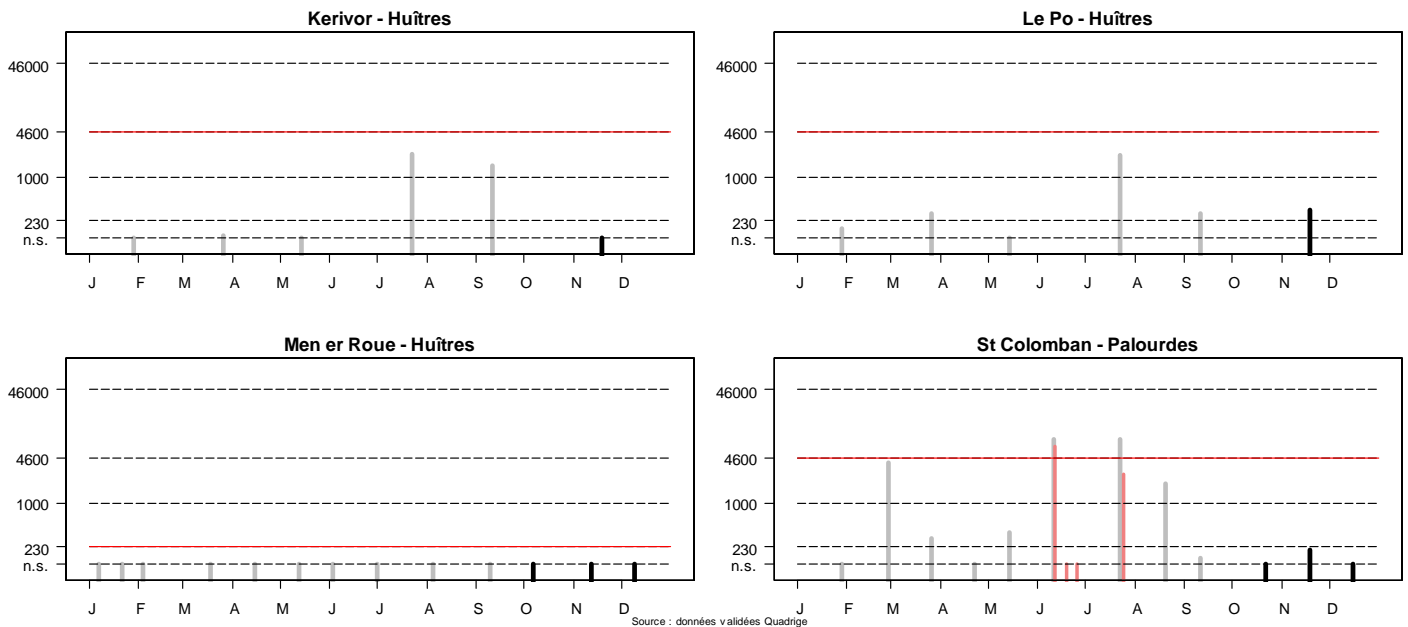 Kerivor - Huîtres
46000
4600
1000
230
n.s.
J F M A M J J A S O N D
Le Po - Huîtres
46000
4600
1000
230
n.s.
J F M A M J J A S O N D
Men er Roue - Huîtres
46000
4600
1000
230
n.s.
J F M A M J J A S O N D
St Colomban - Palourdes
46000
4600
1000
230
n.s.
J F M A M J J A S O N D
Source : données validées Quadrige